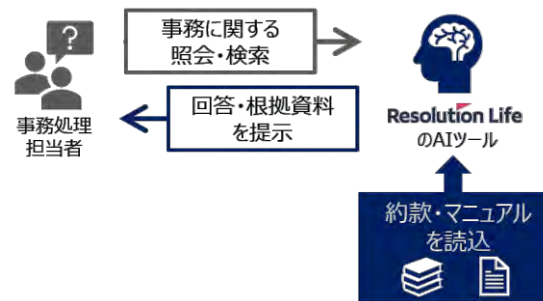 ?
事務に関する
照会・検索
回答・根拠資料
を提示
事務処理
担当者
Resolution Life
のAIツール
約款・マニュアル
を読込